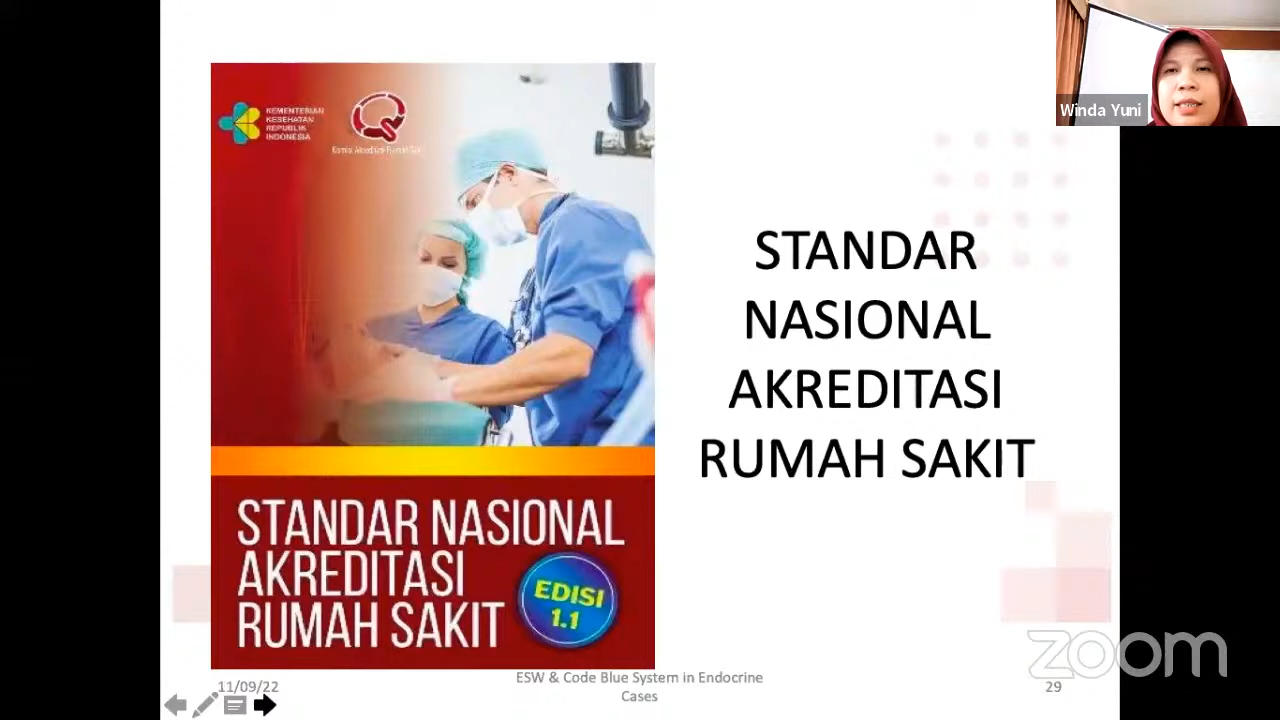 Winda Yuni
KEMENTERIAN
KESEHATAN
REPUBLIK
INDONESIA
STANDAR
NASIONAL
AKREDITASI
RUMAH SAKIT
STANDAR NASIONAL
AKREDITASI
RUMAH SAKIT
EDISI
1.1
11/09/22
ESW & Code Blue System in Endocrine
Cases
29
zoom